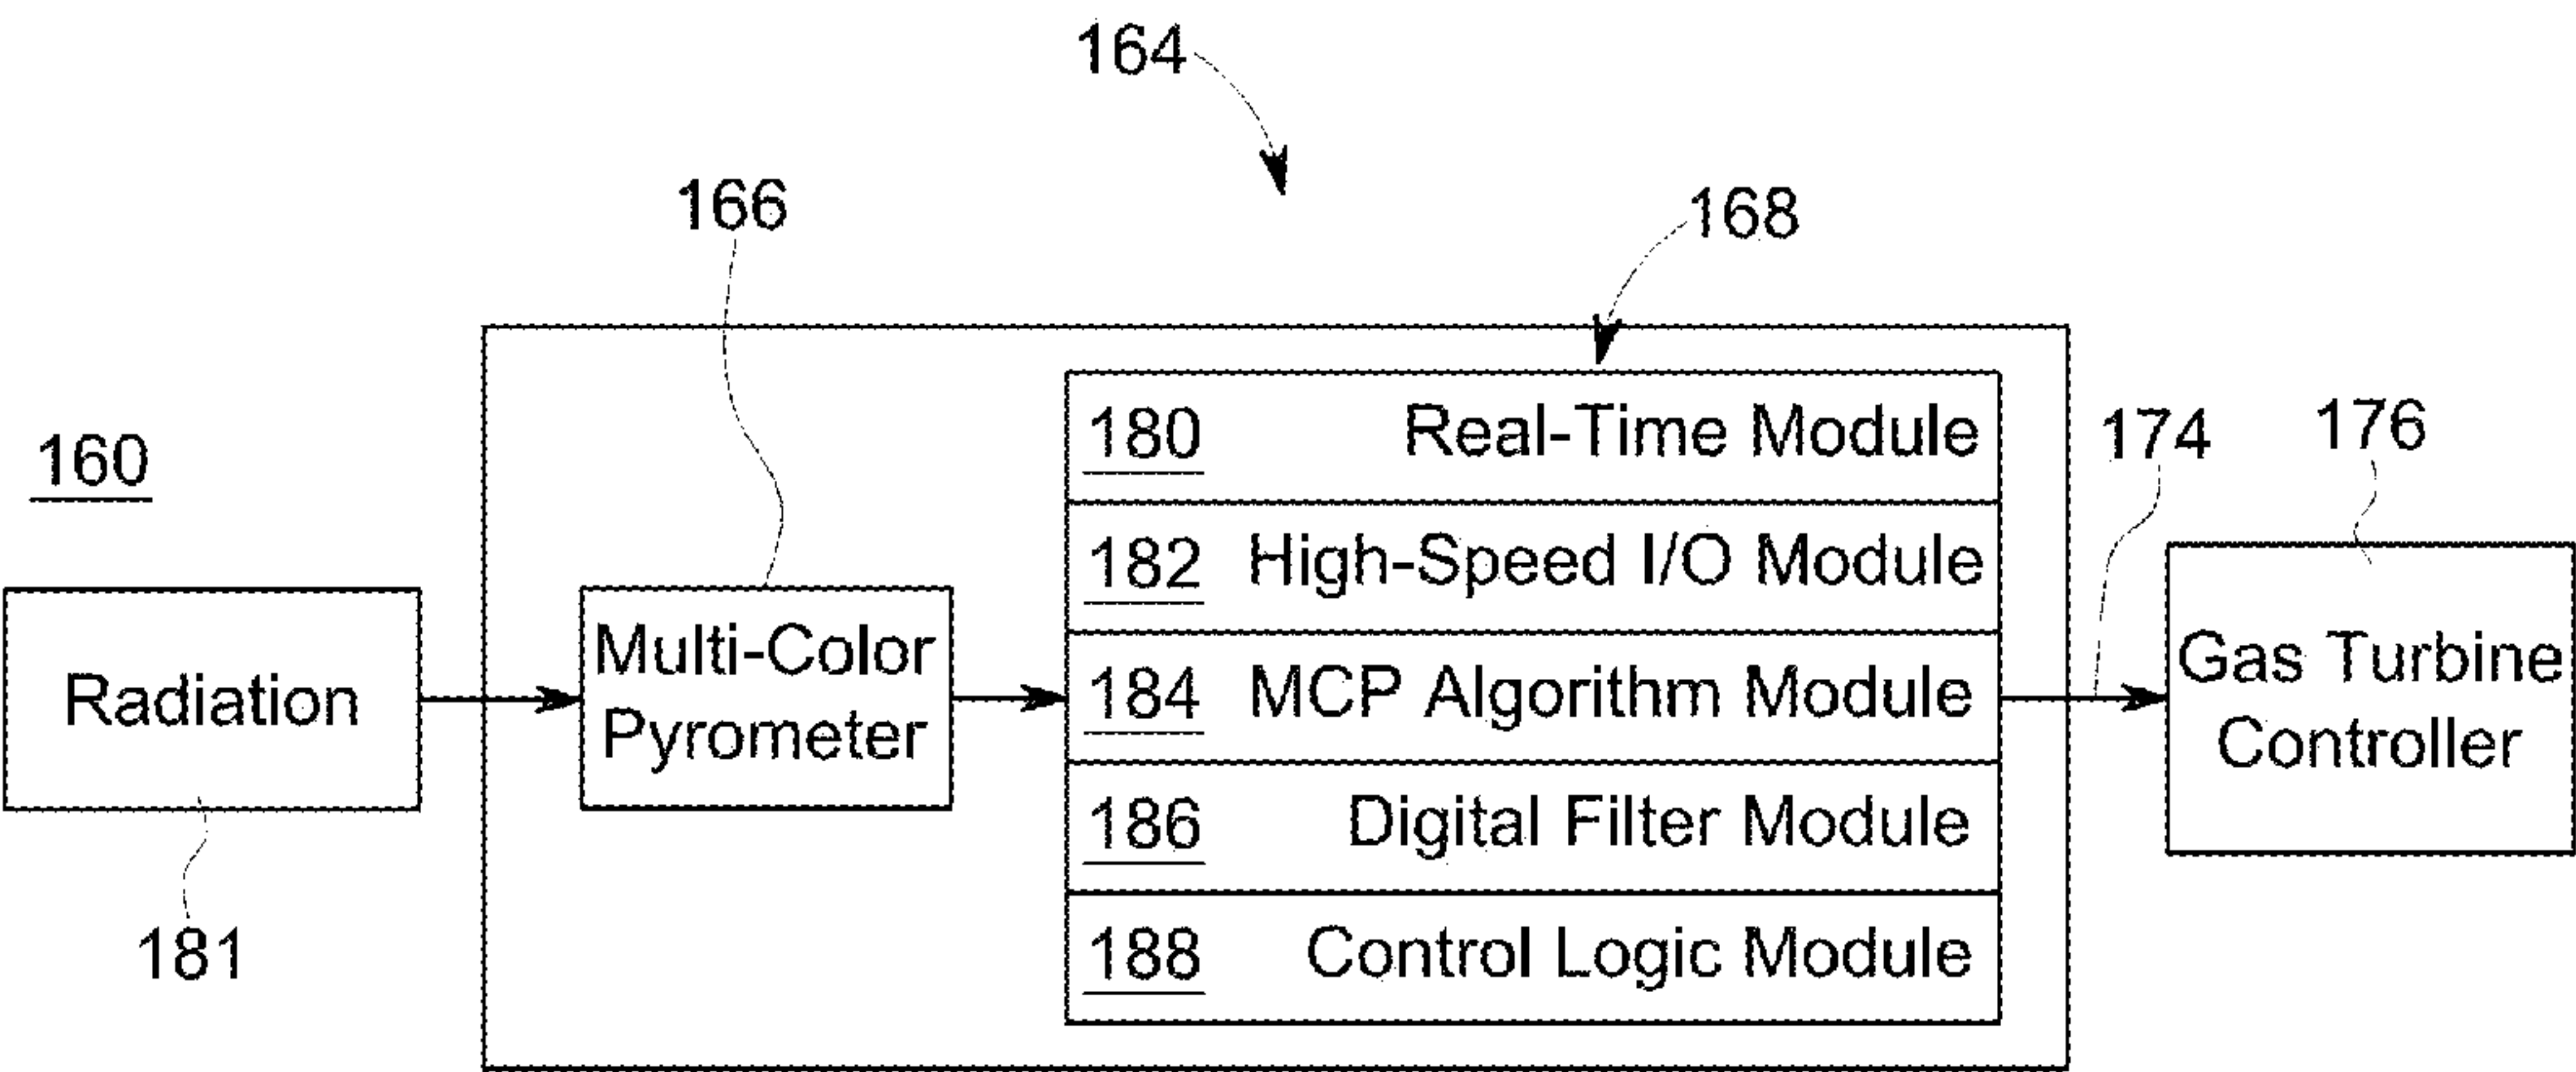 164
166
168
160
180 Real-Time Module
174
176
182 High-Speed I/O Module
Radiation
Multi-Color
Pyrometer
184 MCP Algorithm Module
Gas Turbine
Controller
186 Digital Filter Module
181
188 Control Logic Module